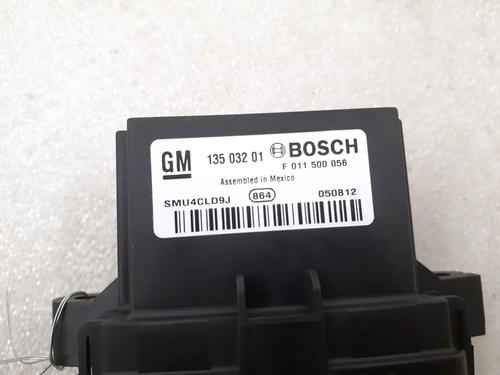 GM 135 032 01 BOSCH
F 011 500 056
Assembled in Mexico
SMU4CLD9J 864 050812